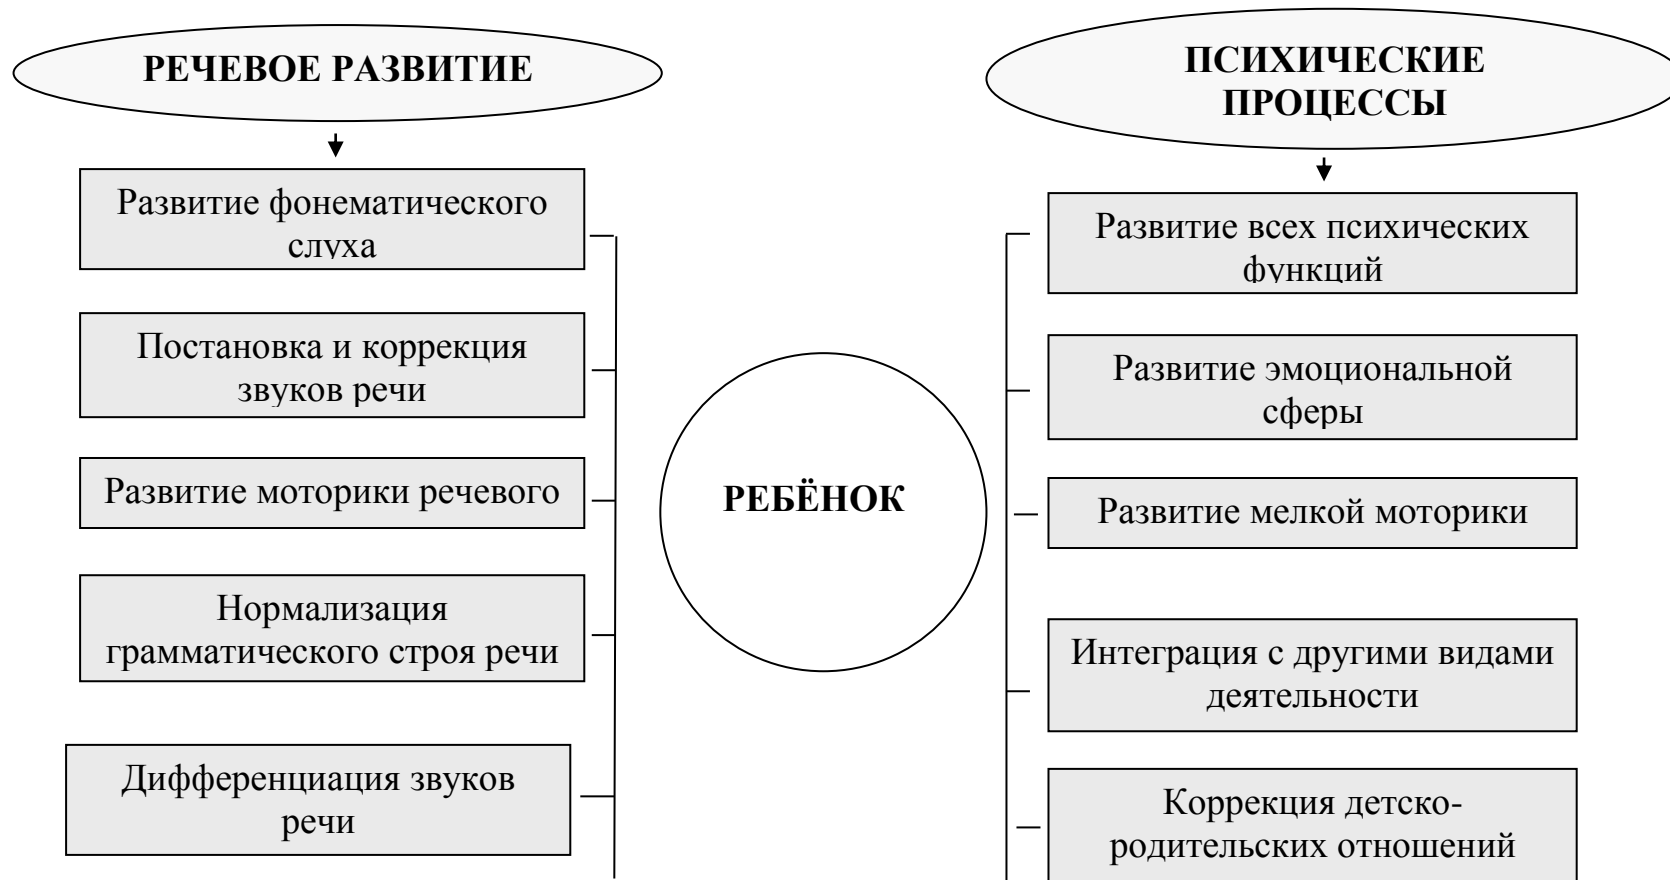 РЕЧЕВОЕ РАЗВИТИЕ
Развитие фонематического
слуха
Постановка и коррекция
звуков речи
Развитие моторики речевого
Нормализация
грамматического строя речи
Дифференциация звуков
речи
РЕБЁНОК
ПСИХИЧЕСКИЕ
ПРОЦЕССЫ
Развитие всех психических
функций
Развитие эмоциональной
сферы
Развитие мелкой моторики
Интеграция с другими видами
деятельности
Коррекция детско-
родительских отношений